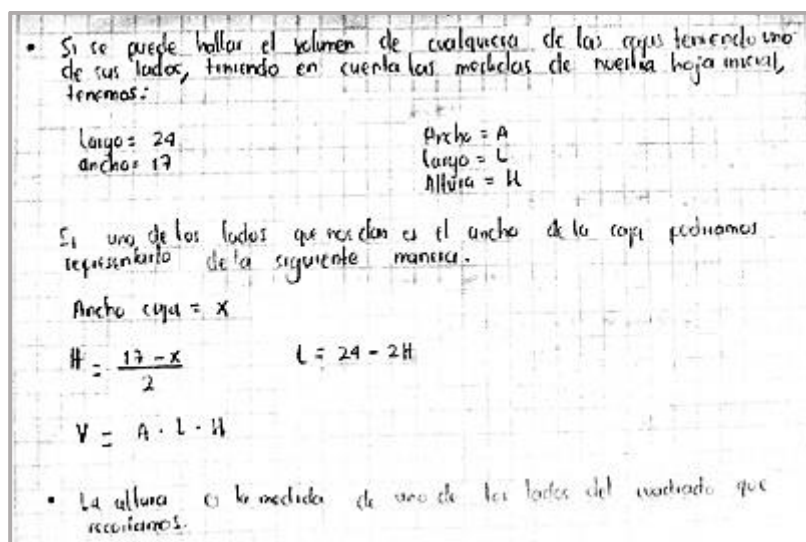 • Si se puede hallar el volumen de cualquiera de las cajas teniendo uno
de sus lados, teniendo en cuenta las medidas de nuestra hoja inicial,
tenemos:
Largo = 24
ancho = 17
Ancho = A
Largo = L
Altura = H
Si uno de los lados que nos dan es el ancho de la caja podriamos
representarlo de la siguiente manera.
Ancho caja = x
H = (17 - x) / 2
L = 24 - 2H
V = A · L · H
• La altura es la medida de uno de los lados del cuadrado que
recortamos.